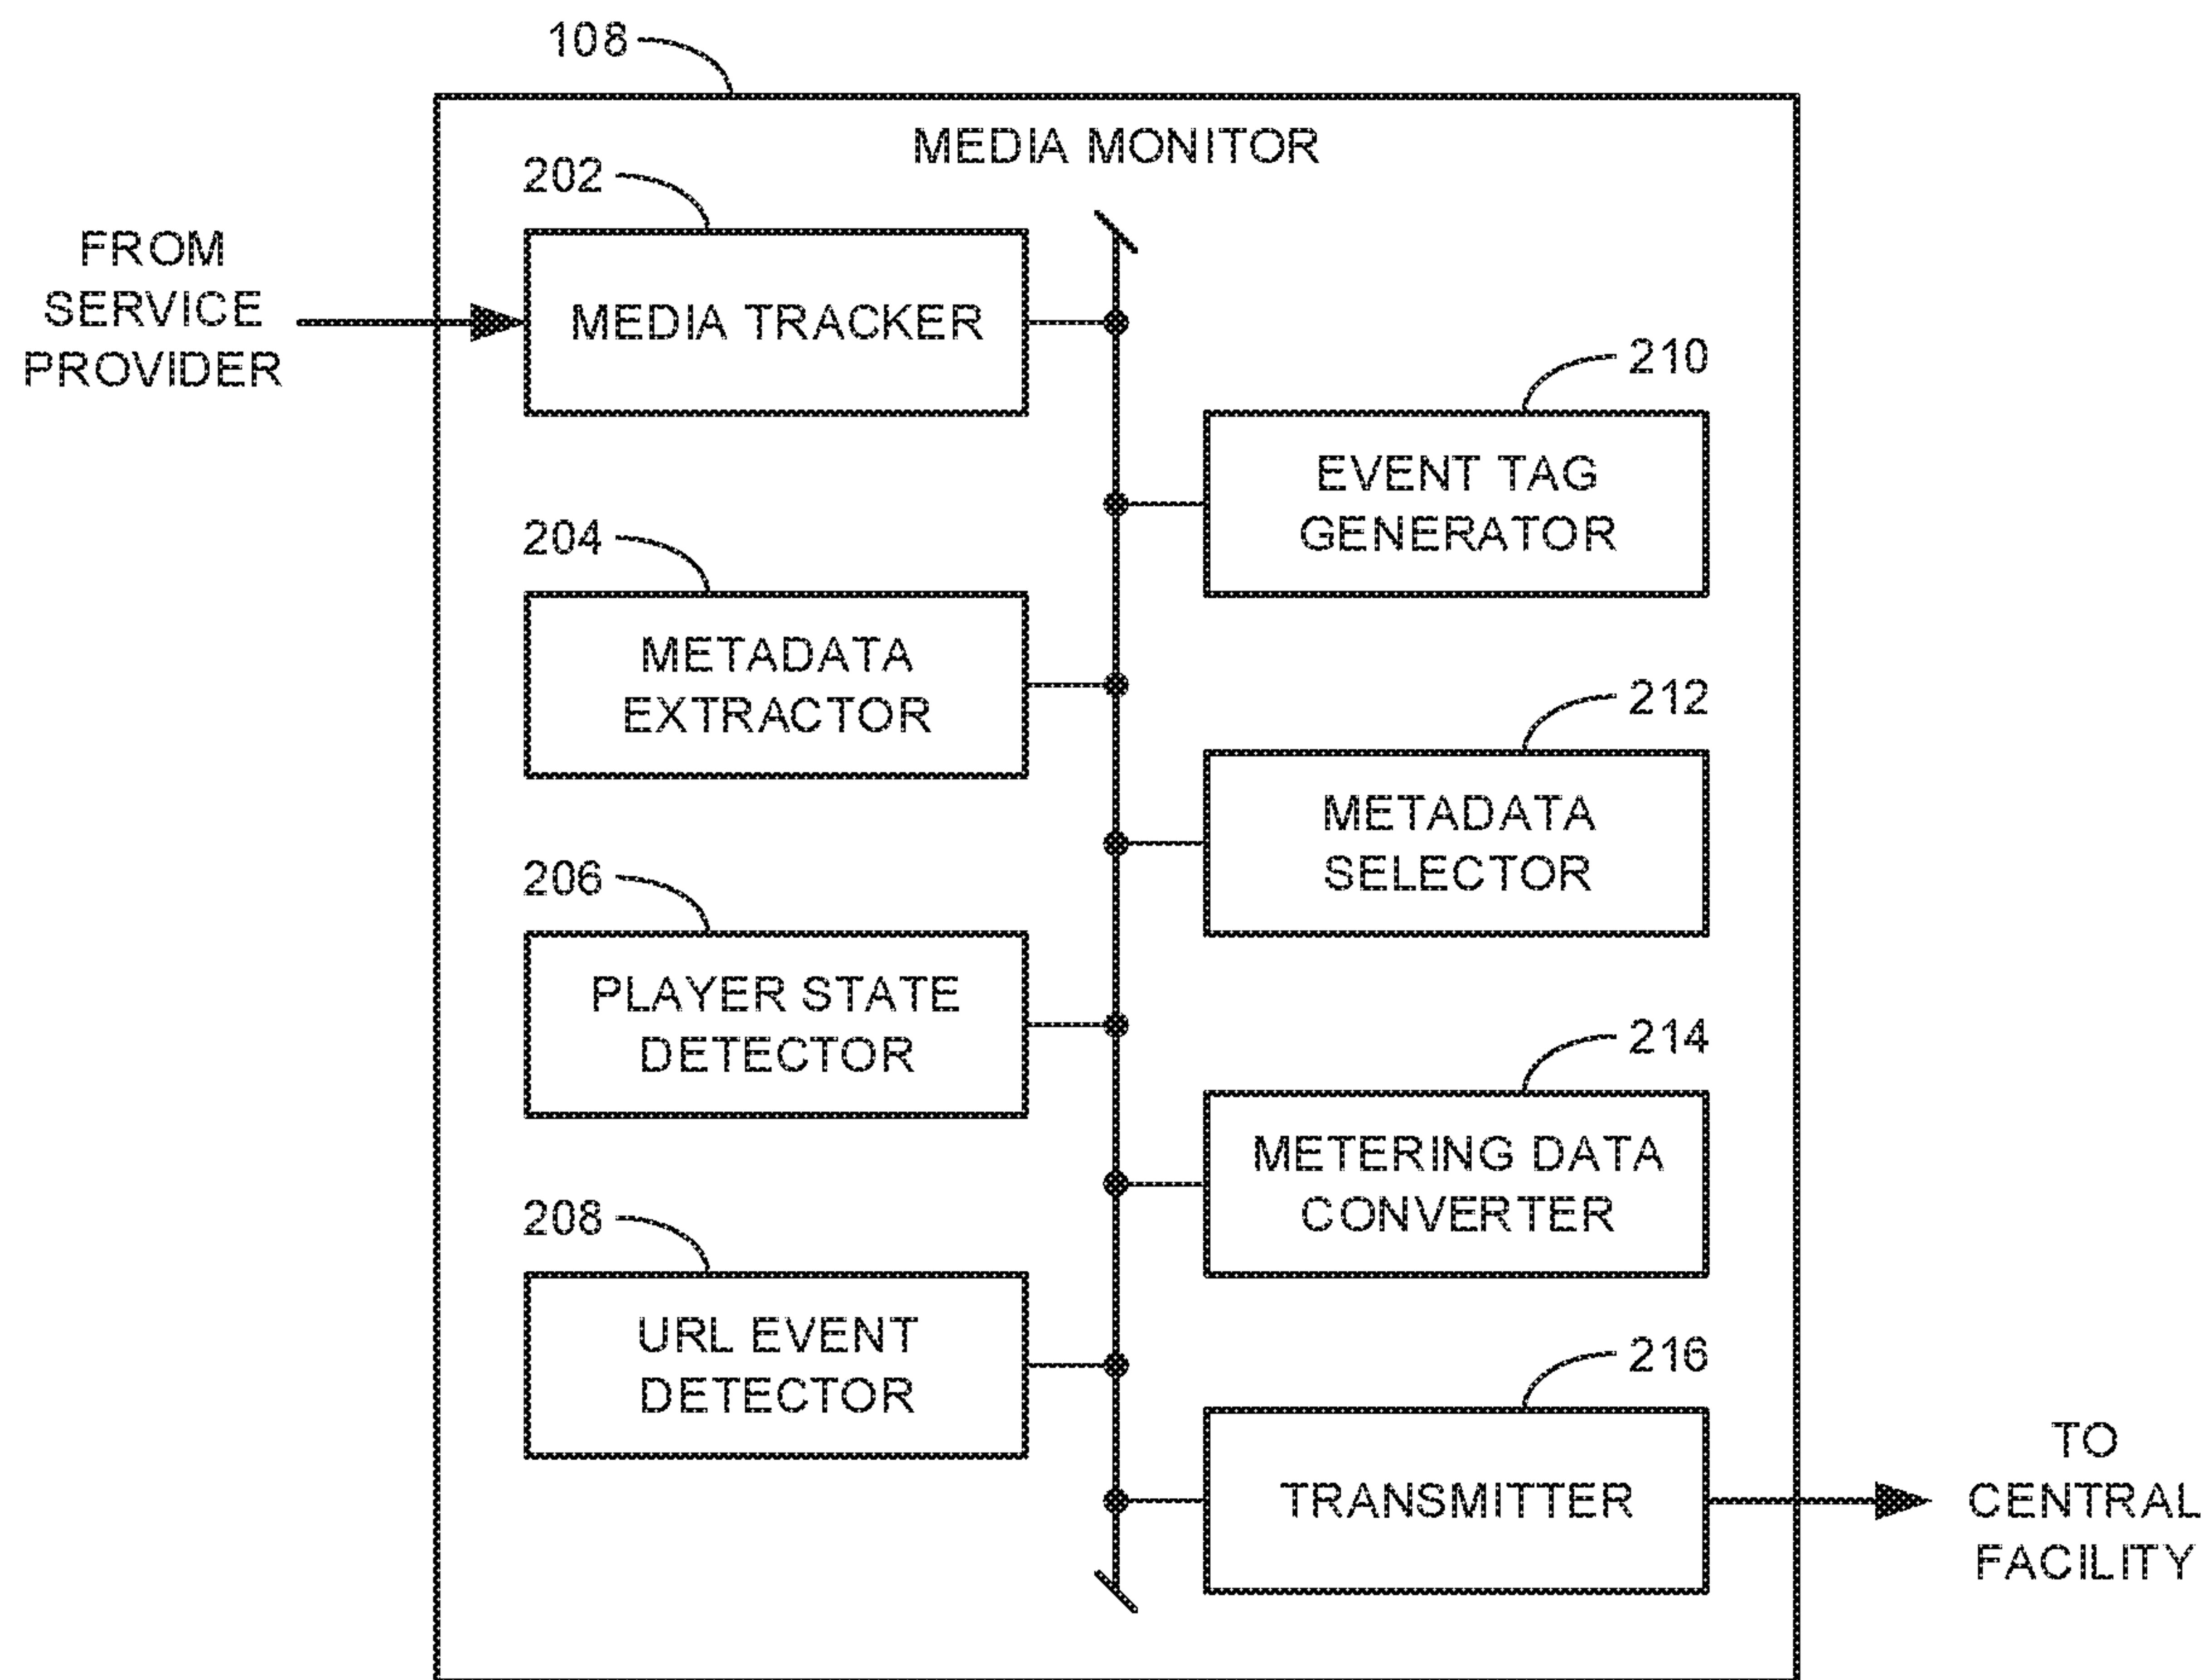 108
MEDIA MONITOR
202
FROM
SERVICE
PROVIDER
MEDIA TRACKER
210
EVENT TAG
GENERATOR
204
METADATA
EXTRACTOR
212
METADATA
SELECTOR
206
PLAYER STATE
DETECTOR
214
METERING DATA
CONVERTER
208
URL EVENT
DETECTOR
216
TRANSMITTER
TO
CENTRAL
FACILITY